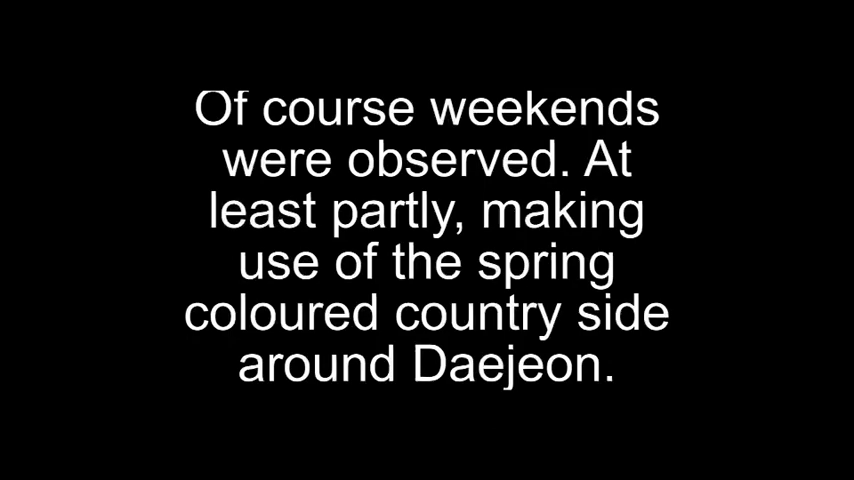 Of course weekends
were observed. At
least partly, making
use of the spring
coloured country side
around Daejeon.